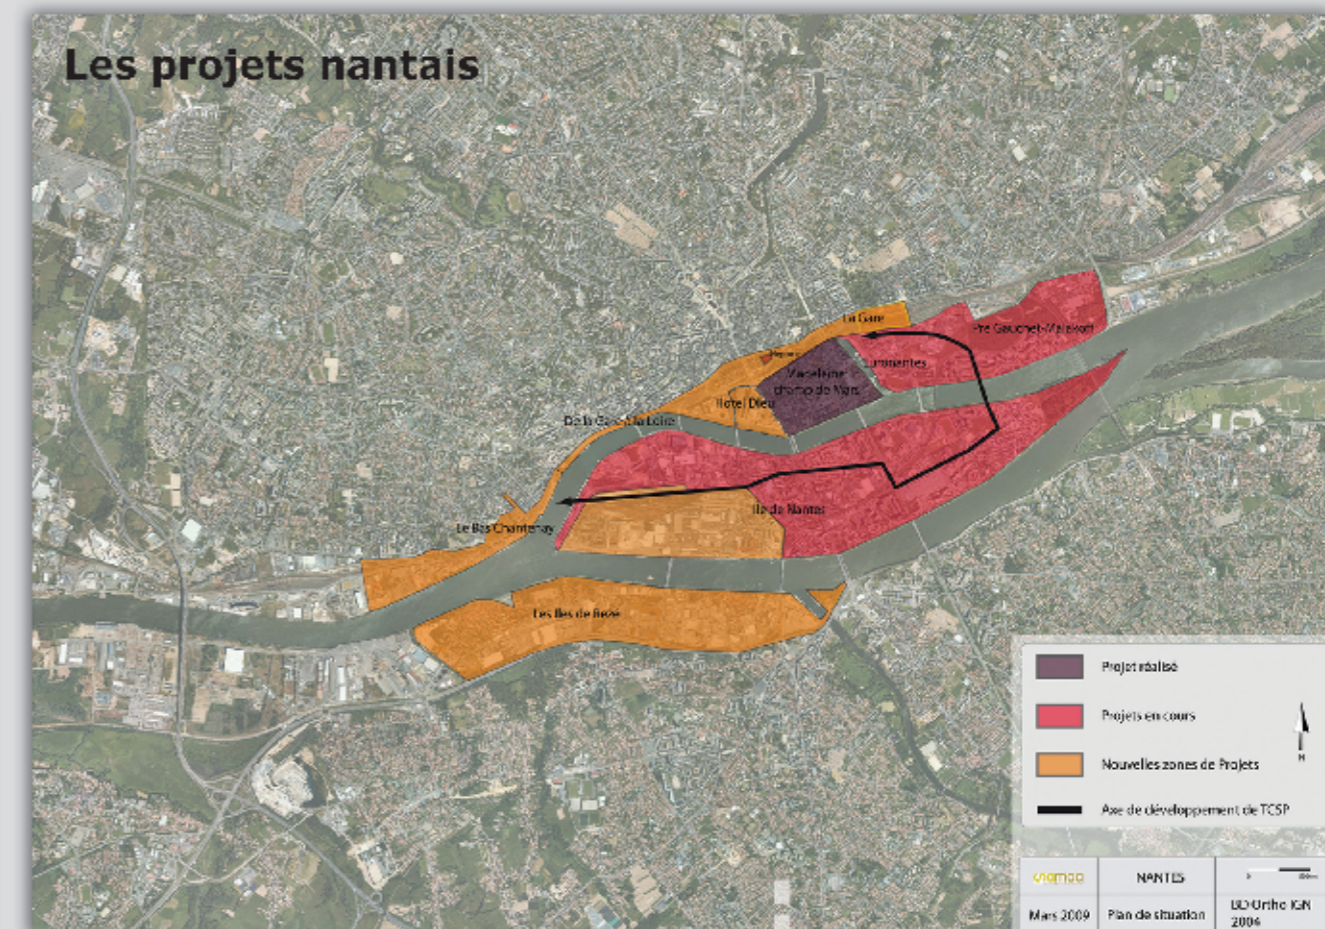 Les projets nantais
La Gare
Pré Gauchet-Malakoff
Madeleine
champ de Mars
Hotel Dieu
De la Gare à la Loire
Ile de Nantes
Le Bas Chantenay
Les Iles de Rezé
Projet réalisé
Projets en cours
Nouvelles zones de Projets
N
Axe de développement de TCSP
NANTES
Mars 2009
Plan de situation
BD Ortho IGN
2004